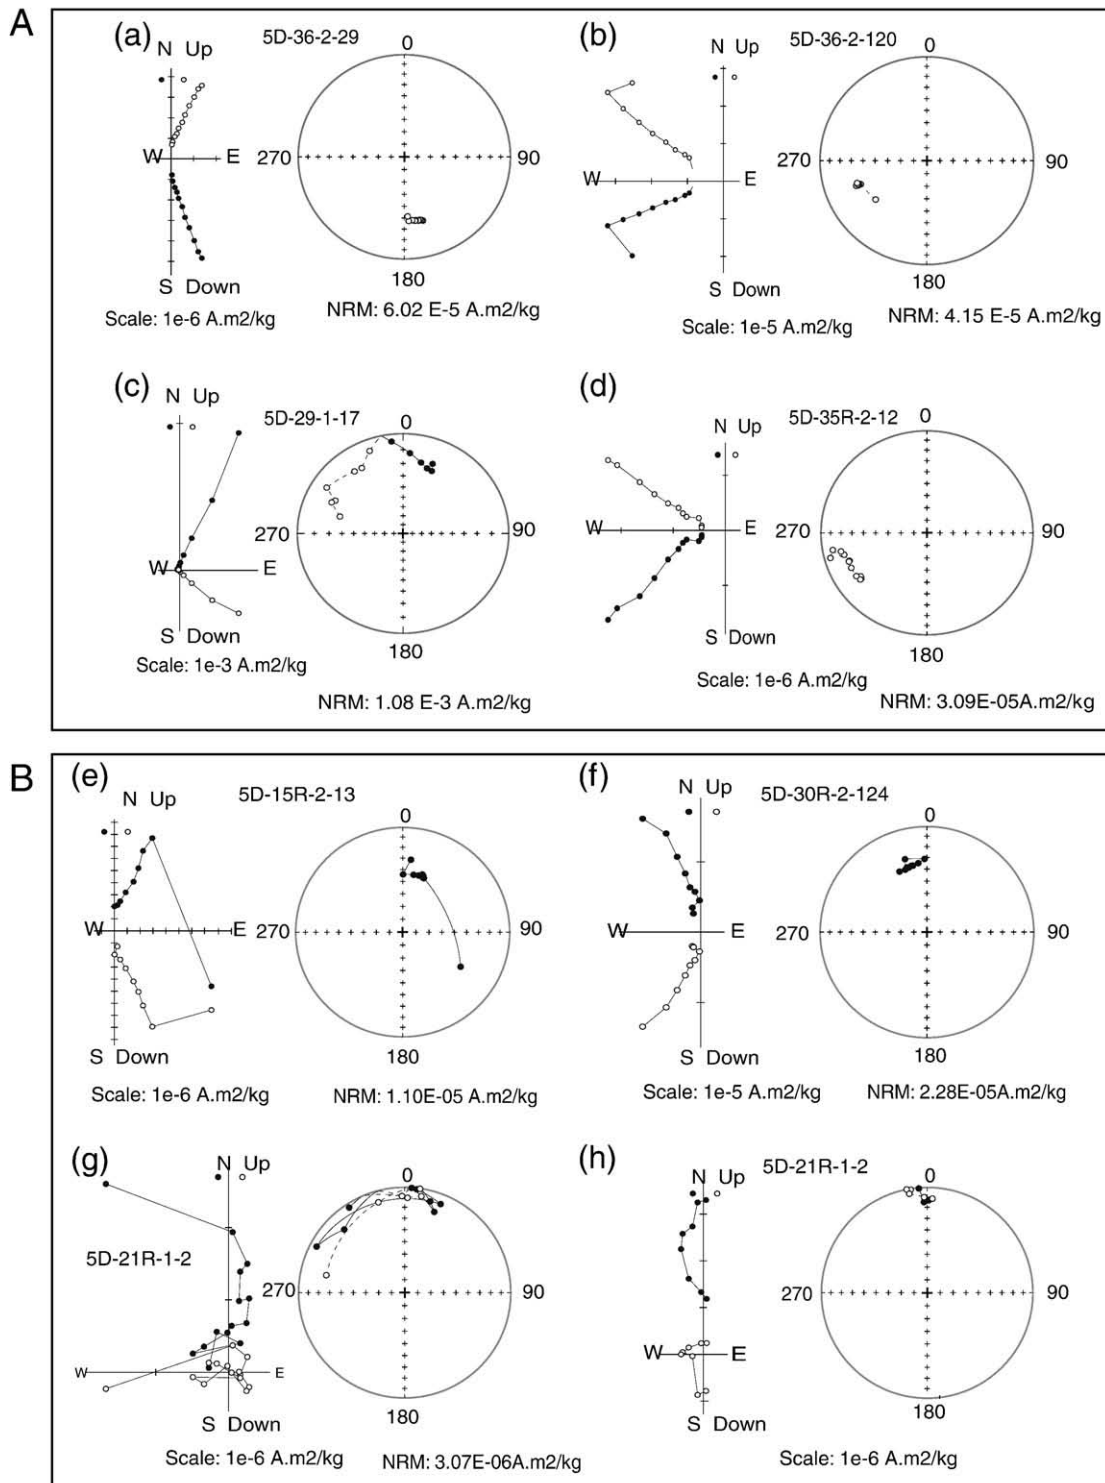 A
(a)
5D-36-2-29
N Up
W E
S Down
Scale: 1e-6 A.m2/kg
0
270 90
180
NRM: 6.02 E-5 A.m2/kg
(b)
5D-36-2-120
N Up
W E
S Down
Scale: 1e-5 A.m2/kg
0
270 90
180
NRM: 4.15 E-5 A.m2/kg
(c)
5D-29-1-17
N Up
W E
S Down
Scale: 1e-3 A.m2/kg
0
270 90
180
NRM: 1.08 E-3 A.m2/kg
(d)
5D-35R-2-12
N Up
W E
S Down
Scale: 1e-6 A.m2/kg
0
270 90
180
NRM: 3.09E-05A.m2/kg
B
(e)
5D-15R-2-13
N Up
W E
S Down
Scale: 1e-6 A.m2/kg
0
270 90
180
NRM: 1.10E-05 A.m2/kg
(f)
5D-30R-2-124
N Up
W E
S Down
Scale: 1e-5 A.m2/kg
0
270 90
180
NRM: 2.28E-05A.m2/kg
(g)
N Up
5D-21R-1-2
W E
S Down
Scale: 1e-6 A.m2/kg
0
270 90
180
NRM: 3.07E-06A.m2/kg
(h)
5D-21R-1-2
N Up
W E
S Down
Scale: 1e-6 A.m2/kg
0
270 90
180